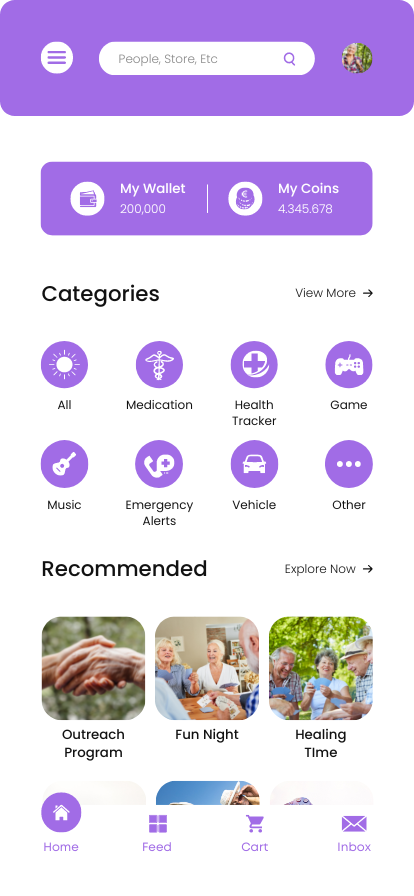 People, Store, Etc
My Wallet
200,000
My Coins
4.345.678
Categories
View More
All
Medication
Health
Tracker
Game
Music
Emergency
Alerts
Vehicle
Other
Recommended
Explore Now
Outreach
Program
Fun Night
Healing
TIme
Home
Feed
Cart
Inbox